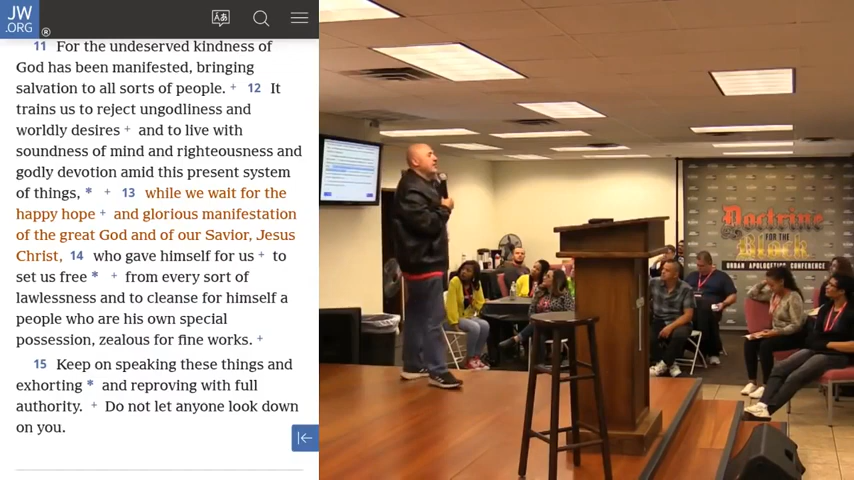 JW
.ORG
®
11 For the undeserved kindness of
God has been manifested, bringing
salvation to all sorts of people. + 12 It
trains us to reject ungodliness and
worldly desires + and to live with
soundness of mind and righteousness and
godly devotion amid this present system
of things, * + 13 while we wait for the
happy hope + and glorious manifestation
of the great God and of our Savior, Jesus
Christ, 14 who gave himself for us + to
set us free * + from every sort of
lawlessness and to cleanse for himself a
people who are his own special
possession, zealous for fine works. +
15 Keep on speaking these things and
exhorting * and reproving with full
authority. + Do not let anyone look down
on you.
Doctrine
FOR THE
Block
URBAN APOLOGETICS CONFERENCE